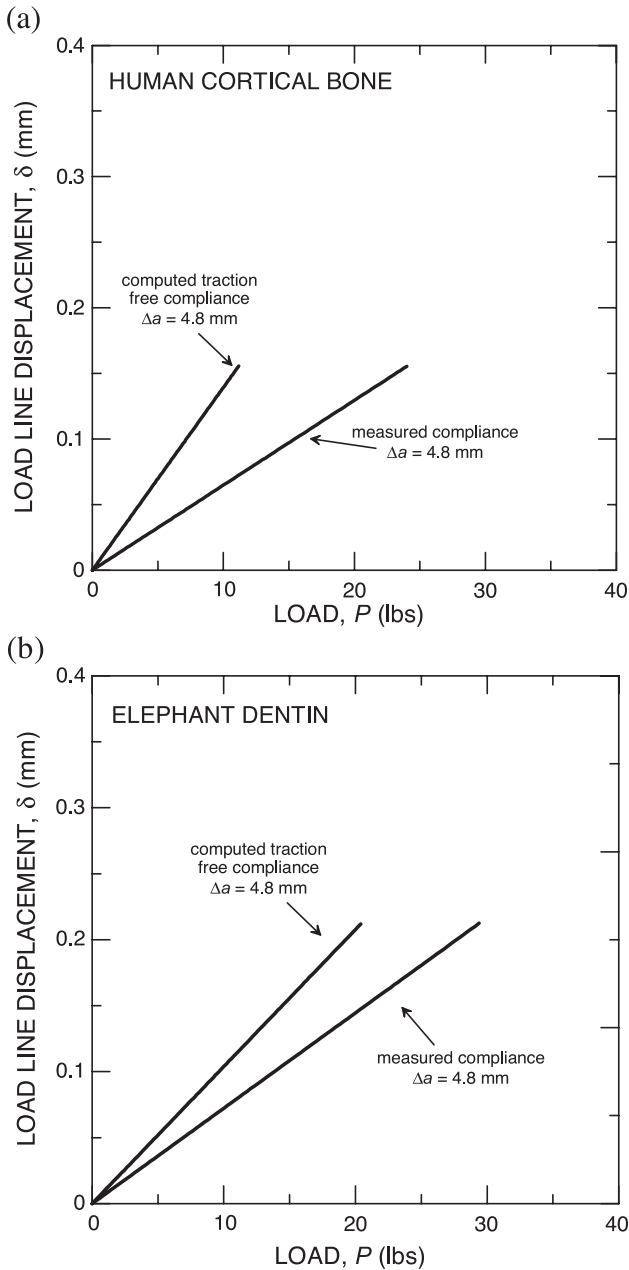 (a)
0.4
HUMAN CORTICAL BONE
0.3
computed traction
free compliance
Δa = 4.8 mm
0.2
measured compliance
Δa = 4.8 mm
0.1
0
0 10 20 30 40
LOAD, P (lbs)
LOAD LINE DISPLACEMENT, δ (mm)
(b)
0.4
ELEPHANT DENTIN
0.3
computed traction
free compliance
Δa = 4.8 mm
0.2
measured compliance
Δa = 4.8 mm
0.1
0
0 10 20 30 40
LOAD, P (lbs)
LOAD LINE DISPLACEMENT, δ (mm)